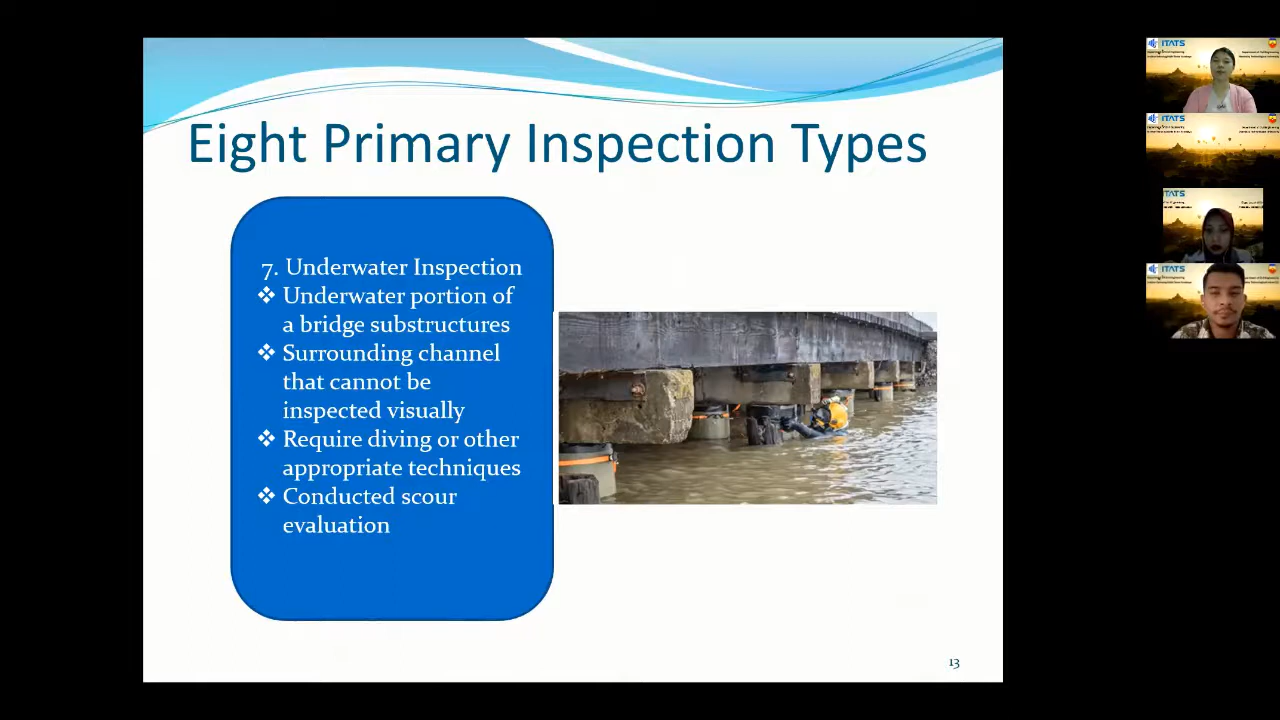 Eight Primary Inspection Types
7. Underwater Inspection
❖ Underwater portion of
a bridge substructures
❖ Surrounding channel
that cannot be
inspected visually
❖ Require diving or other
appropriate techniques
❖ Conducted scour
evaluation
13
ITATS
ITATS
ITATS
ITATS